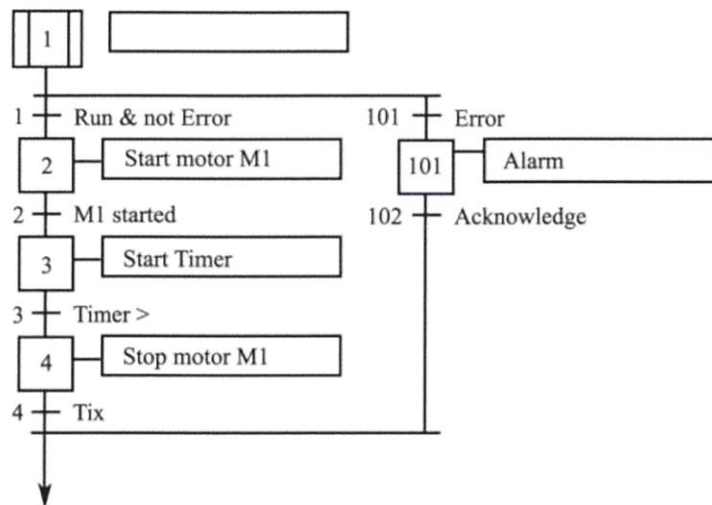 1
1 Run & not Error
101 Error
2 Start motor M1
101 Alarm
2 M1 started
102 Acknowledge
3 Start Timer
3 Timer >
4 Stop motor M1
4 Tix